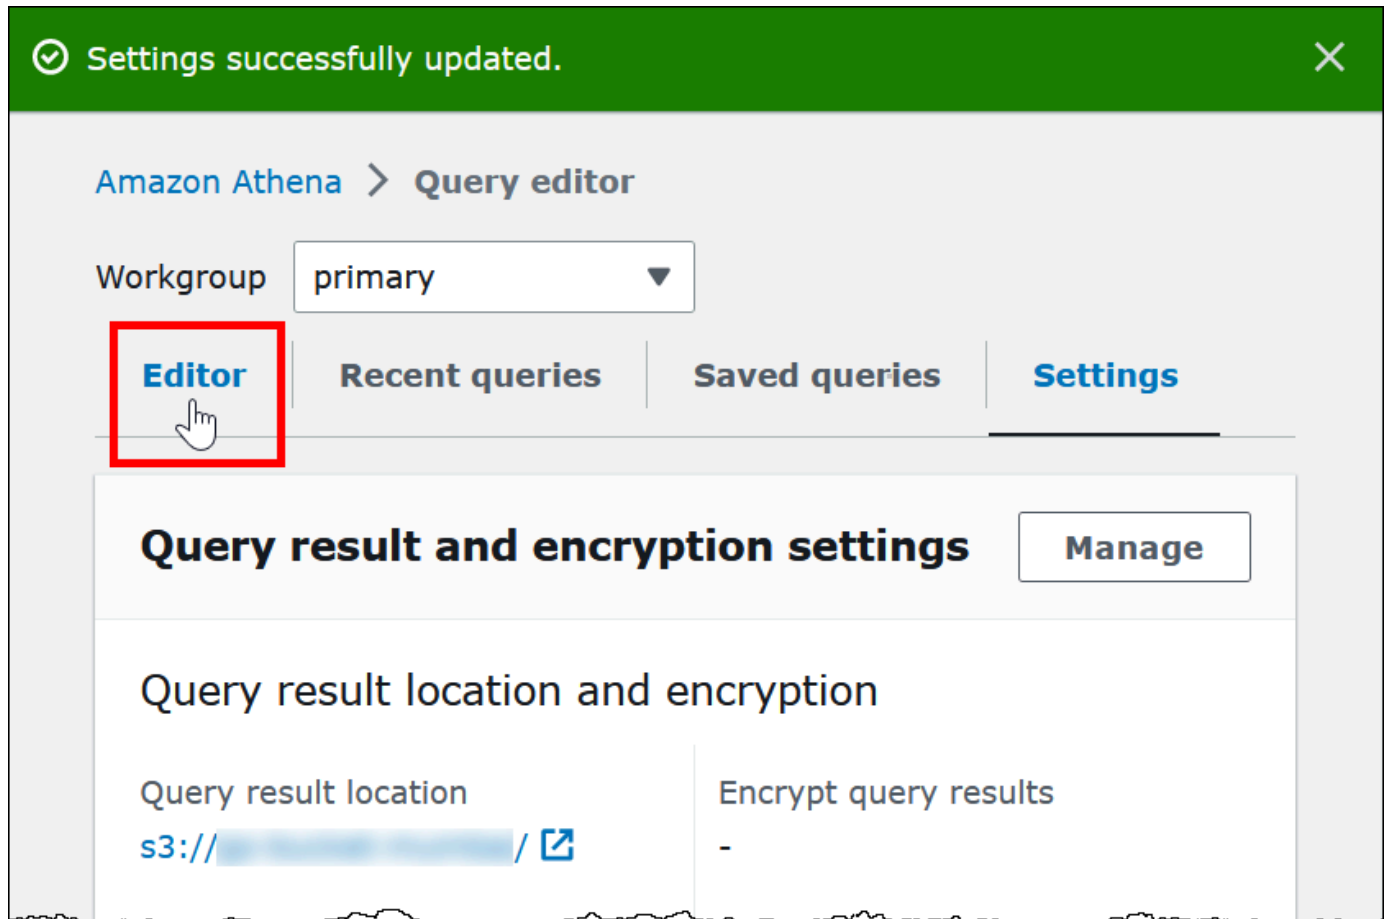 Settings successfully updated.
Amazon Athena > Query editor
Workgroup primary
Editor Recent queries Saved queries Settings
Query result and encryption settings Manage
Query result location and encryption
Query result location Encrypt query results
s3:// / -